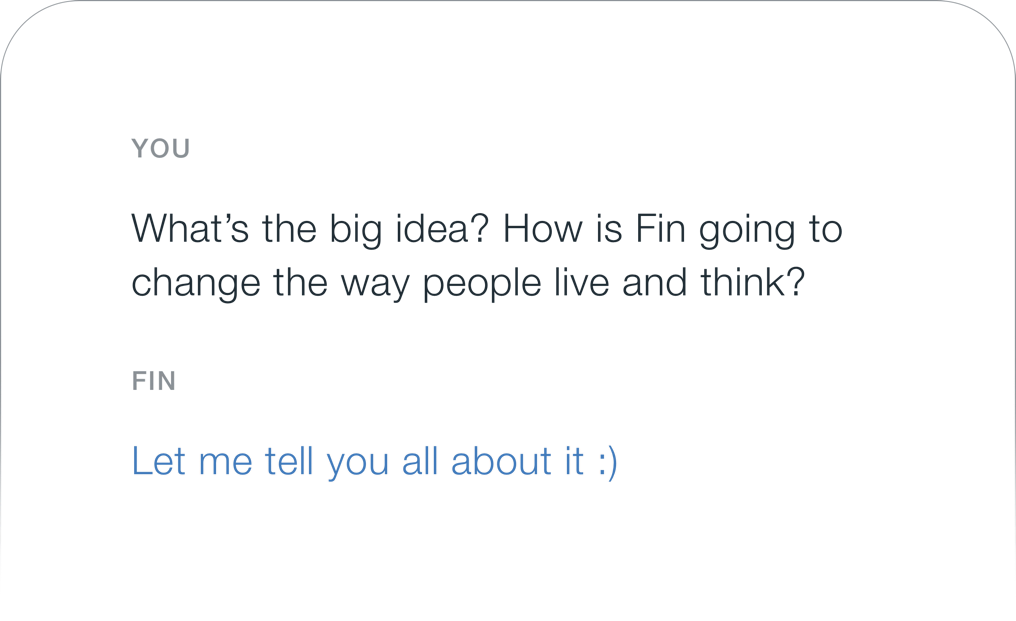 YOU
What’s the big idea? How is Fin going to
change the way people live and think?
FIN
Let me tell you all about it :)